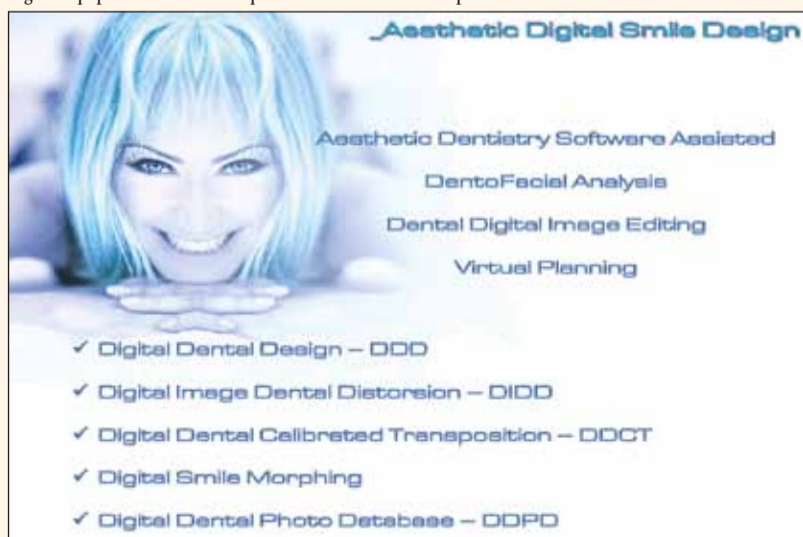 _Aesthetic Digital Smile Design
Aesthetic Dentistry Software Assisted
DentoFacial Analysis
Dental Digital Image Editing
Virtual Planning
✓ Digital Dental Design – DDD
✓ Digital Image Dental Distorsion – DIDD
✓ Digital Dental Calibrated Transposition – DDCT
✓ Digital Smile Morphing
✓ Digital Dental Photo Database – DDPD